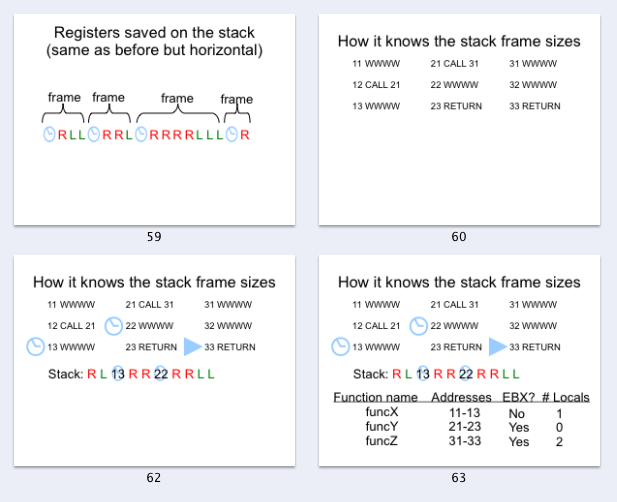 Registers saved on the stack
(same as before but horizontal)
frame frame frame frame
R L L R R L R R R R L L L R
59
How it knows the stack frame sizes
11 WWWW 21 CALL 31 31 WWWW
12 CALL 21 22 WWWW 32 WWWW
13 WWWW 23 RETURN 33 RETURN
60
How it knows the stack frame sizes
11 WWWW 21 CALL 31 31 WWWW
12 CALL 21 22 WWWW 32 WWWW
13 WWWW 23 RETURN 33 RETURN
Stack: R L 13 R R 22 R R L L
62
How it knows the stack frame sizes
11 WWWW 21 CALL 31 31 WWWW
12 CALL 21 22 WWWW 32 WWWW
13 WWWW 23 RETURN 33 RETURN
Stack: R L 13 R R 22 R R L L
Function name Addresses EBX? # Locals
funcX 11-13 No 1
funcY 21-23 Yes 0
funcZ 31-33 Yes 2
63